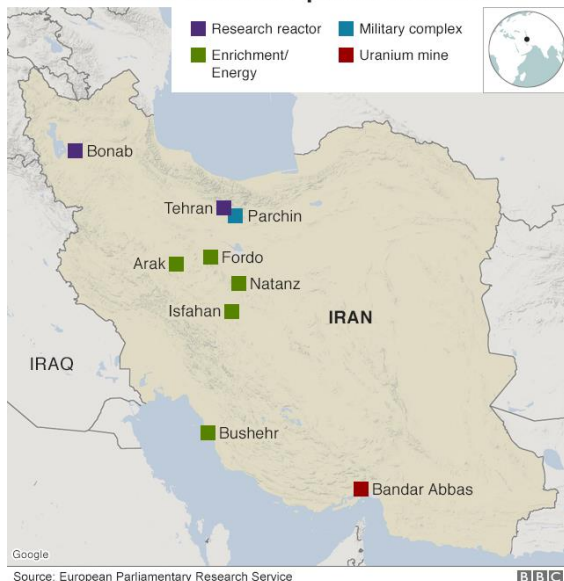 Research reactor
Military complex
Enrichment/
Energy
Uranium mine
Bonab
Tehran
Parchin
Fordo
Arak
Natanz
Isfahan
IRAN
IRAQ
Bushehr
Bandar Abbas
Google
Source: European Parliamentary Research Service
BBC